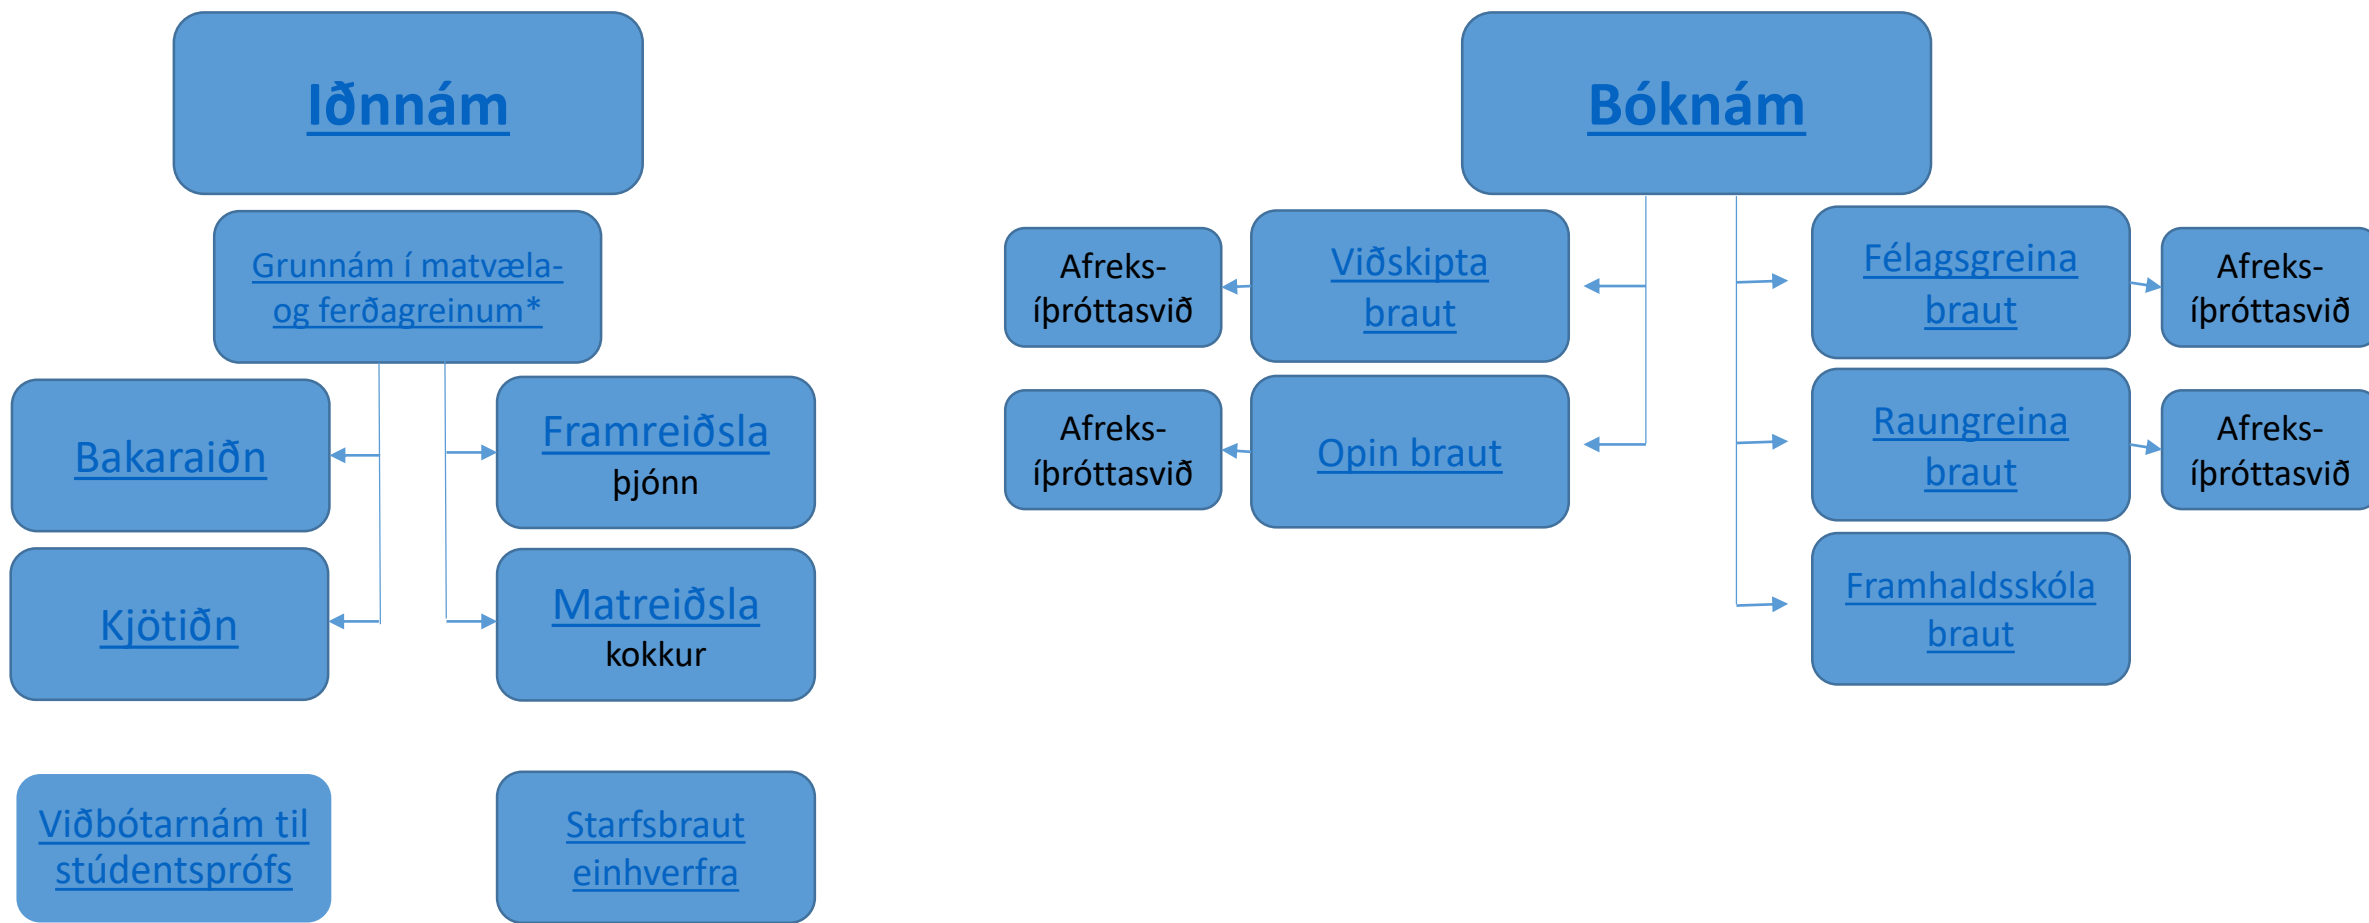 Iðnnám
Grunnám í matvæla-
og ferðagreinum*
Bakaraiðn
Framreiðsla
þjónn
Kjötiðn
Matreiðsla
kokkur
Viðbótarnám til
stúdentsprófs
Starfsbraut
einhverfra
Bóknám
Afreks-
íþróttasvið
Viðskipta
braut
Félagsgreina
braut
Afreks-
íþróttasvið
Afreks-
íþróttasvið
Opin braut
Raungreina
braut
Afreks-
íþróttasvið
Framhaldsskóla
braut